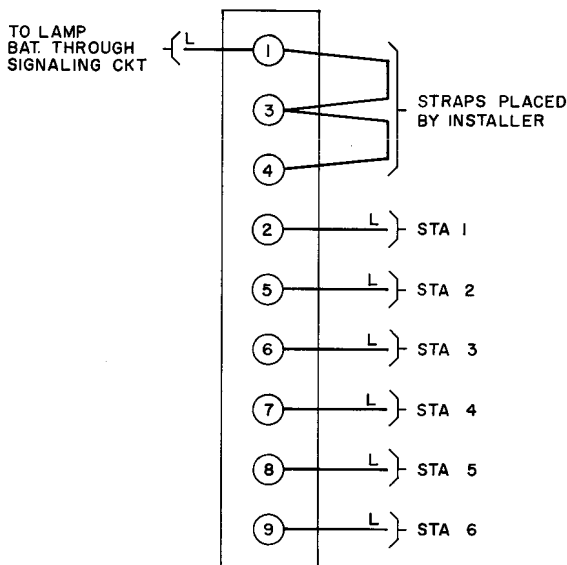 TO LAMP
BAT. THROUGH
SIGNALING CKT
L
1
3
4
STRAPS PLACED
BY INSTALLER
2 L STA 1
5 L STA 2
6 L STA 3
7 L STA 4
8 L STA 5
9 L STA 6